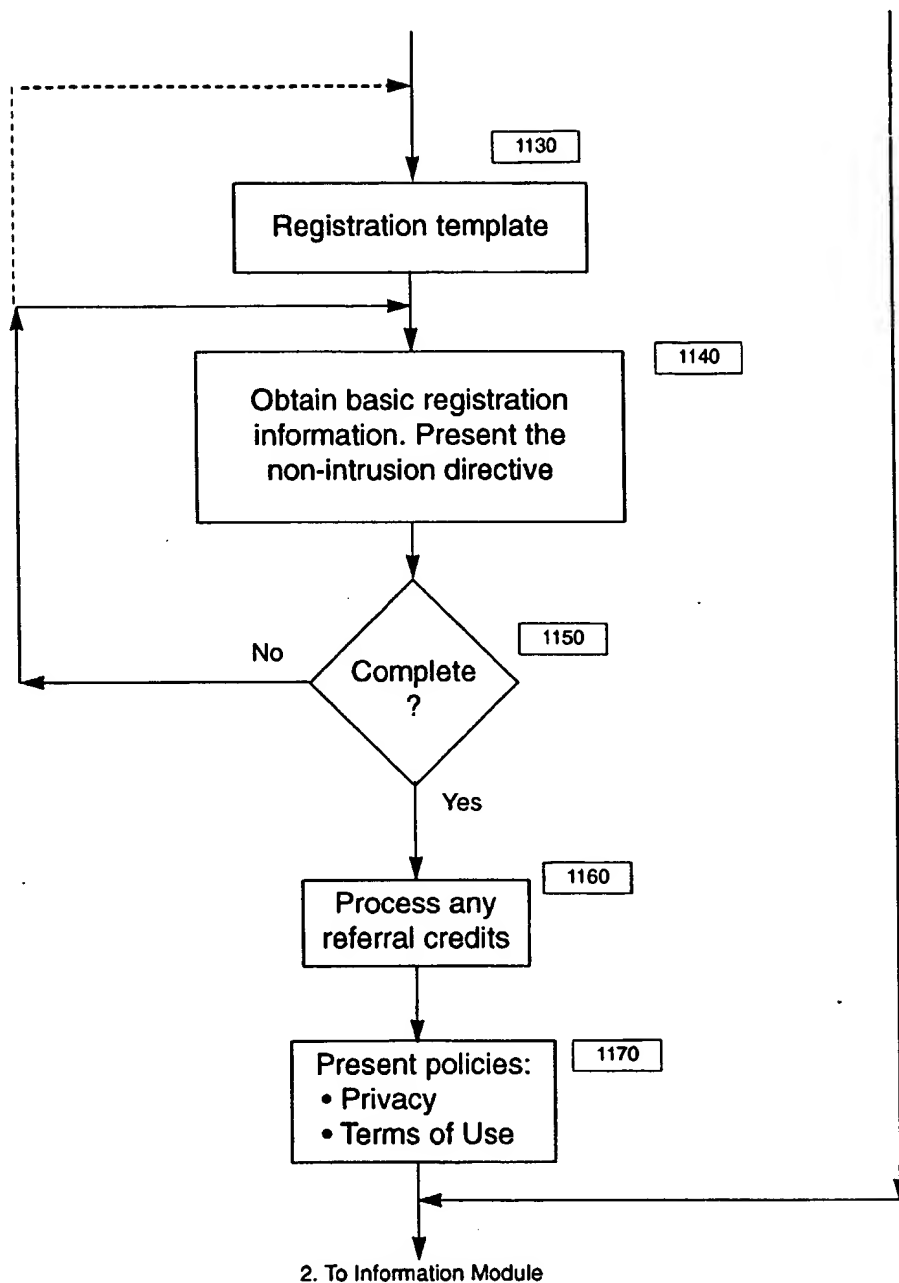 1130
Registration template
1140
Obtain basic registration
information. Present the
non-intrusion directive
1150
No
Complete
?
Yes
1160
Process any
referral credits
1170
Present policies:
• Privacy
• Terms of Use
2. To Information Module